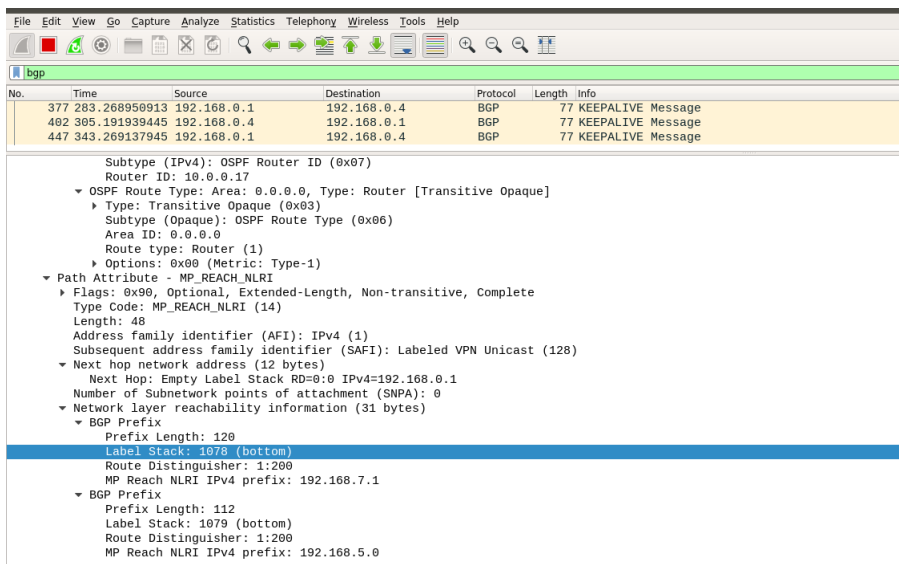 File Edit View Go Capture Analyze Statistics Telephony Wireless Tools Help
bgp
No. Time Source Destination Protocol Length Info
377 283.268950913 192.168.0.1 192.168.0.4 BGP 77 KEEPALIVE Message
402 305.191939445 192.168.0.4 192.168.0.1 BGP 77 KEEPALIVE Message
447 343.269137945 192.168.0.1 192.168.0.4 BGP 77 KEEPALIVE Message
Subtype (IPv4): OSPF Router ID (0x07)
Router ID: 10.0.0.17
OSPF Route Type: Area: 0.0.0.0, Type: Router [Transitive Opaque]
Type: Transitive Opaque (0x03)
Subtype (Opaque): OSPF Route Type (0x06)
Area ID: 0.0.0.0
Route type: Router (1)
Options: 0x00 (Metric: Type-1)
Path Attribute - MP_REACH_NLRI
Flags: 0x90, Optional, Extended-Length, Non-transitive, Complete
Type Code: MP_REACH_NLRI (14)
Length: 48
Address family identifier (AFI): IPv4 (1)
Subsequent address family identifier (SAFI): Labeled VPN Unicast (128)
Next hop network address (12 bytes)
Next Hop: Empty Label Stack RD=0:0 IPv4=192.168.0.1
Number of Subnetwork points of attachment (SNPA): 0
Network layer reachability information (31 bytes)
BGP Prefix
Prefix Length: 120
Label Stack: 1078 (bottom)
Route Distinguisher: 1:200
MP Reach NLRI IPv4 prefix: 192.168.7.1
BGP Prefix
Prefix Length: 112
Label Stack: 1079 (bottom)
Route Distinguisher: 1:200
MP Reach NLRI IPv4 prefix: 192.168.5.0